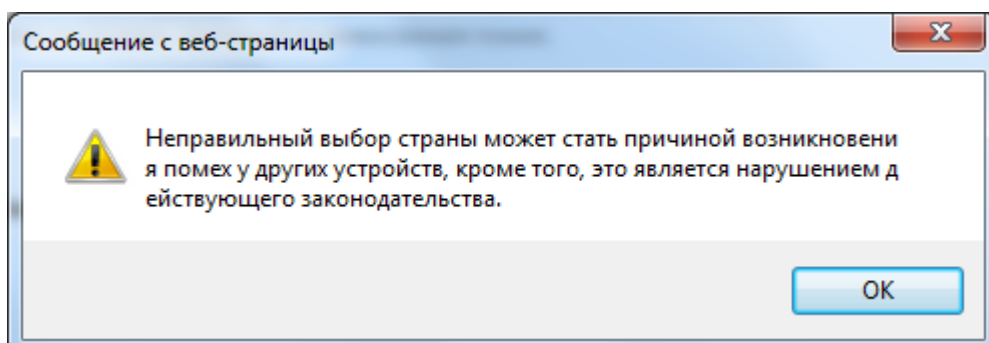 Сообщение с веб-страницы
Неправильный выбор страны может стать причиной возникновени
я помех у других устройств, кроме того, это является нарушением д
ействующего законодательства.
OK